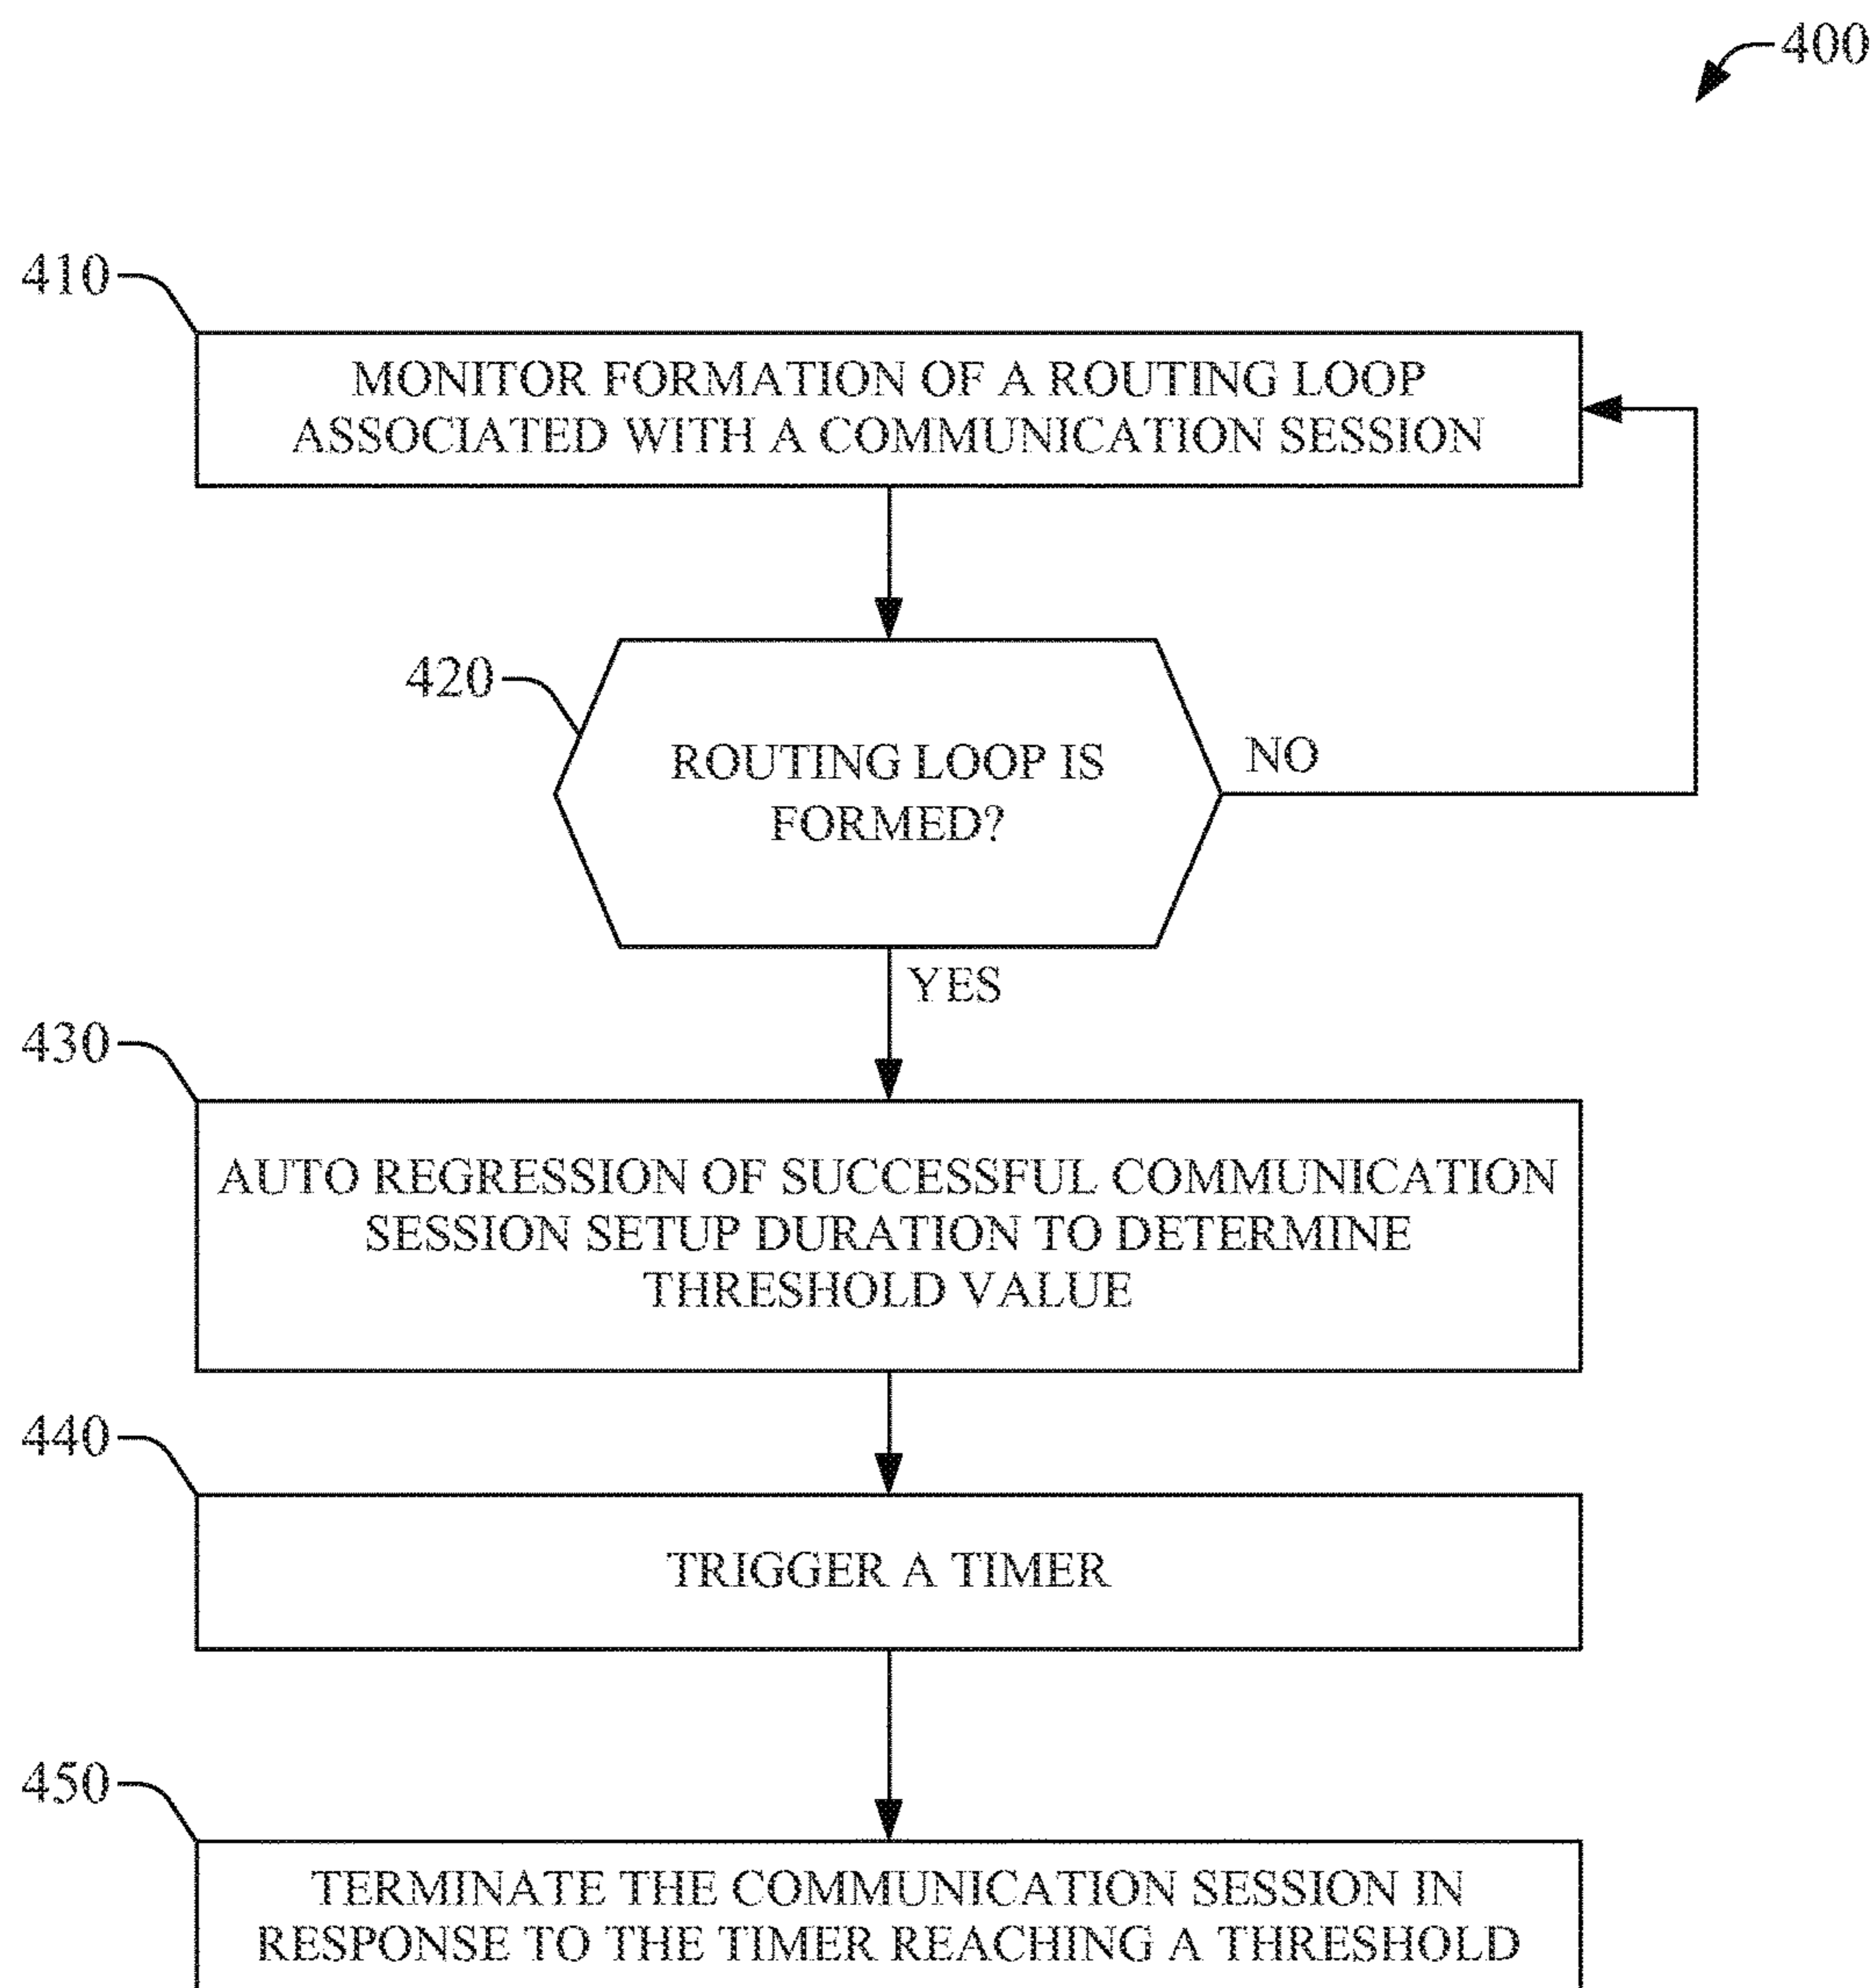 400
410
MONITOR FORMATION OF A ROUTING LOOP
ASSOCIATED WITH A COMMUNICATION SESSION
420
ROUTING LOOP IS
FORMED?
NO
YES
430
AUTO REGRESSION OF SUCCESSFUL COMMUNICATION
SESSION SETUP DURATION TO DETERMINE
THRESHOLD VALUE
440
TRIGGER A TIMER
450
TERMINATE THE COMMUNICATION SESSION IN
RESPONSE TO THE TIMER REACHING A THRESHOLD